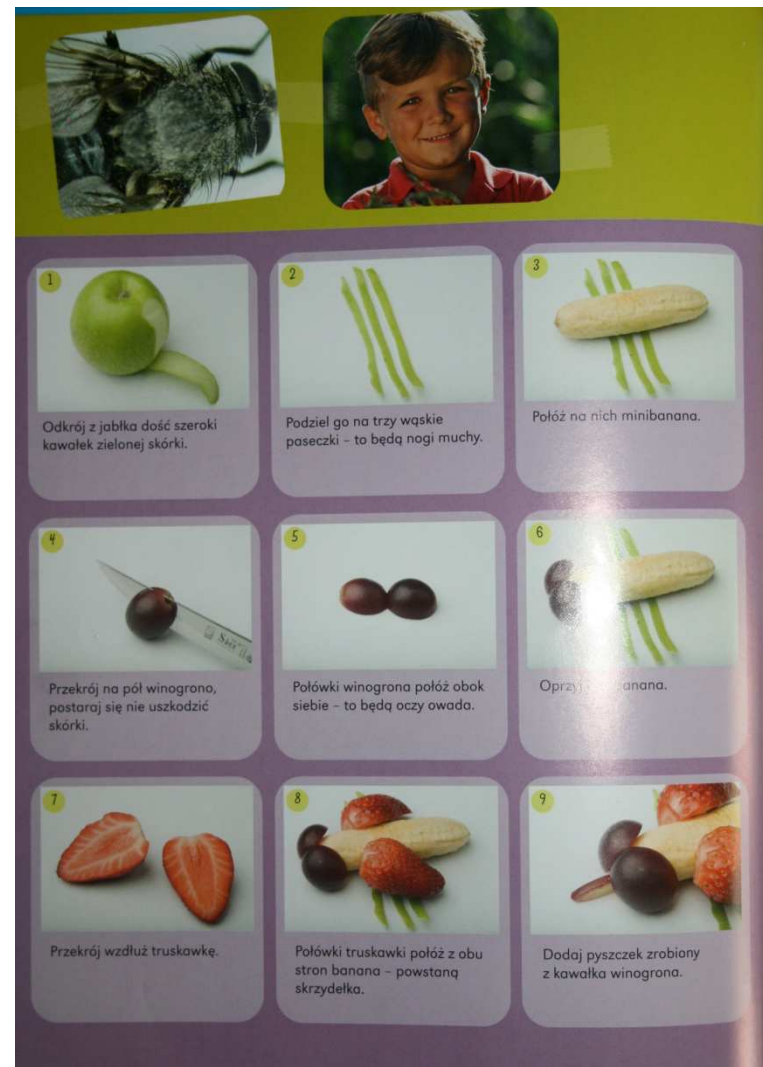 1
Odkrój z jabłka dość szeroki
kawałek zielonej skórki.
2
Podziel go na trzy wąskie
paseczki – to będą nogi muchy.
3
Połóż na nich minibanana.
4
Przekrój na pół winogrono,
postaraj się nie uszkodzić
skórki.
5
Połówki winogrona połóż obok
siebie – to będą oczy owada.
6
Oprzyj
7
Przekrój wzdłuż truskawkę.
8
Połówki truskawki połóż z obu
stron banana – powstaną
skrzydełka.
9
Dodaj pyszczek zrobiony
z kawałka winogrona.